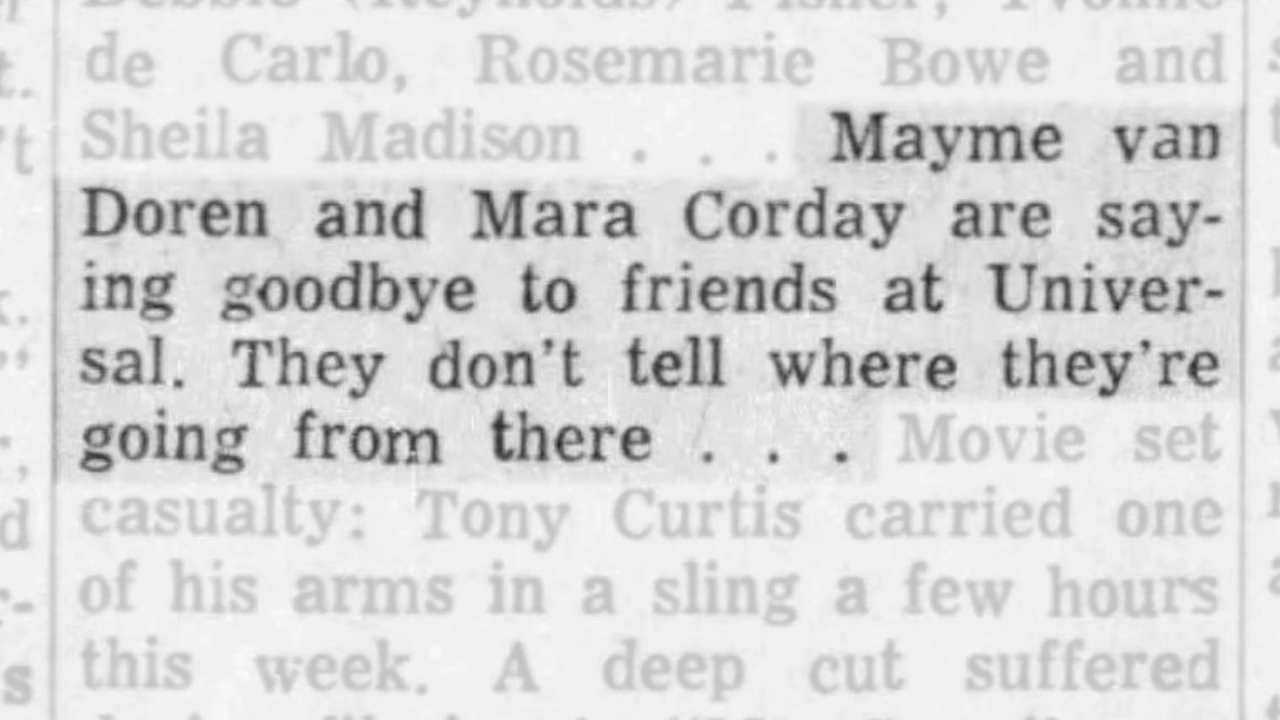 de Carlo, Rosemarie Bowe and
Sheila Madison . . . Mayme van
Doren and Mara Corday are say-
ing goodbye to friends at Univer-
sal. They don't tell where they're
going from there . . . Movie set
casualty: Tony Curtis carried one
of his arms in a sling a few hours
this week. A deep cut suffered